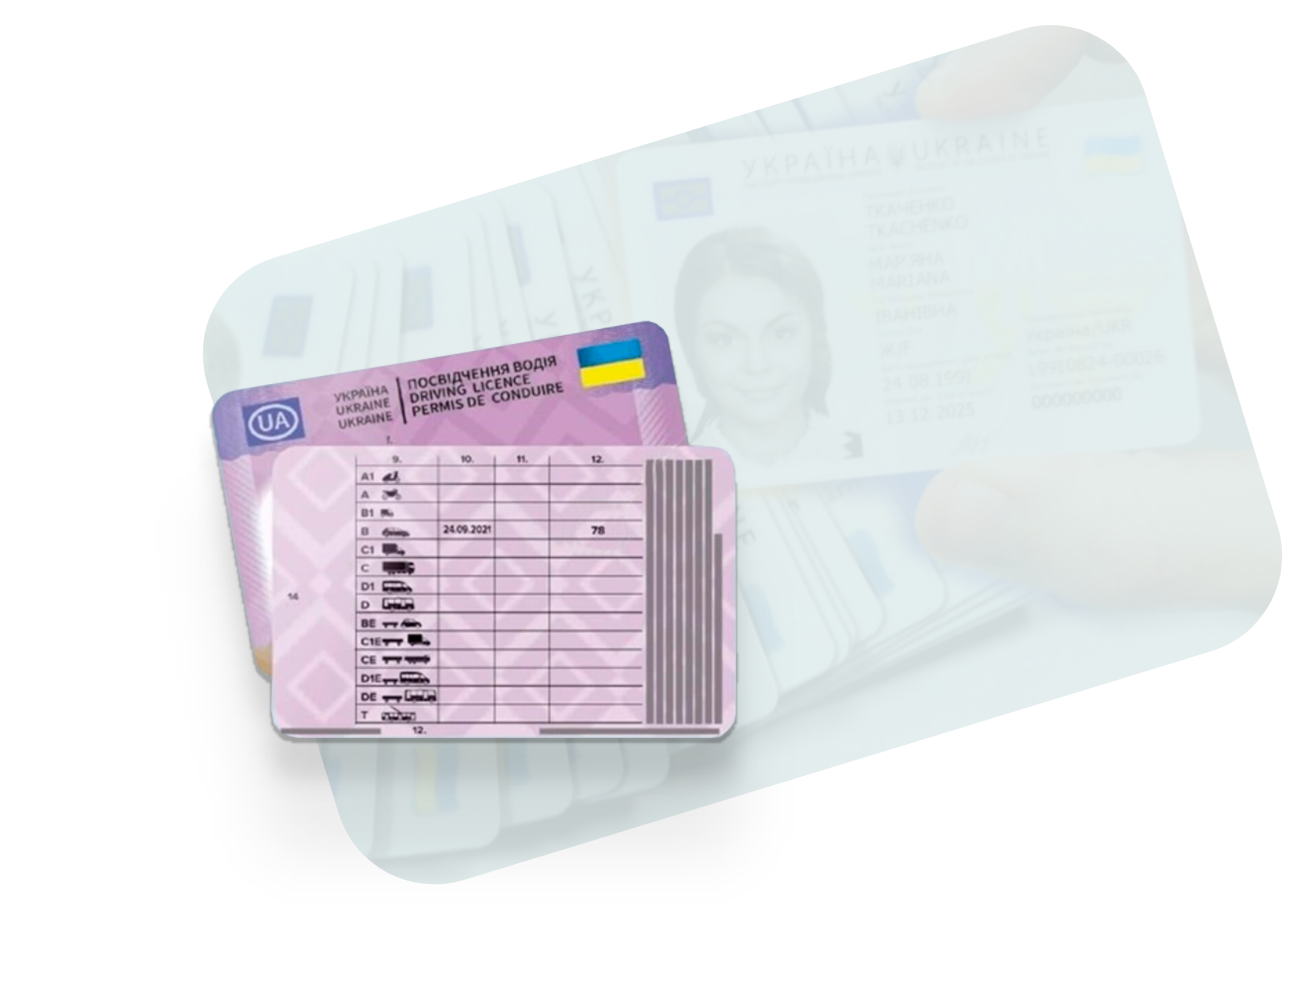 УКРАЇНА UKRAINE
ТКАЧЕНКО
TKACHENKO
МАР'ЯНА
MARIANA
ІВАНІВНА
Ж/F
Україна/UKR
24 08 1991
19910824-00026
13 12 2025
000000000
УКР
UA
УКРАЇНА
UKRAINE
UKRAINE
ПОСВІДЧЕННЯ ВОДІЯ
DRIVING LICENCE
PERMIS DE CONDUIRE
9. 10. 11. 12.
A1
A
B1
B 24.09.2021 78
C1
C
D1
D
BE
C1E
CE
D1E
DE
T
14
12.